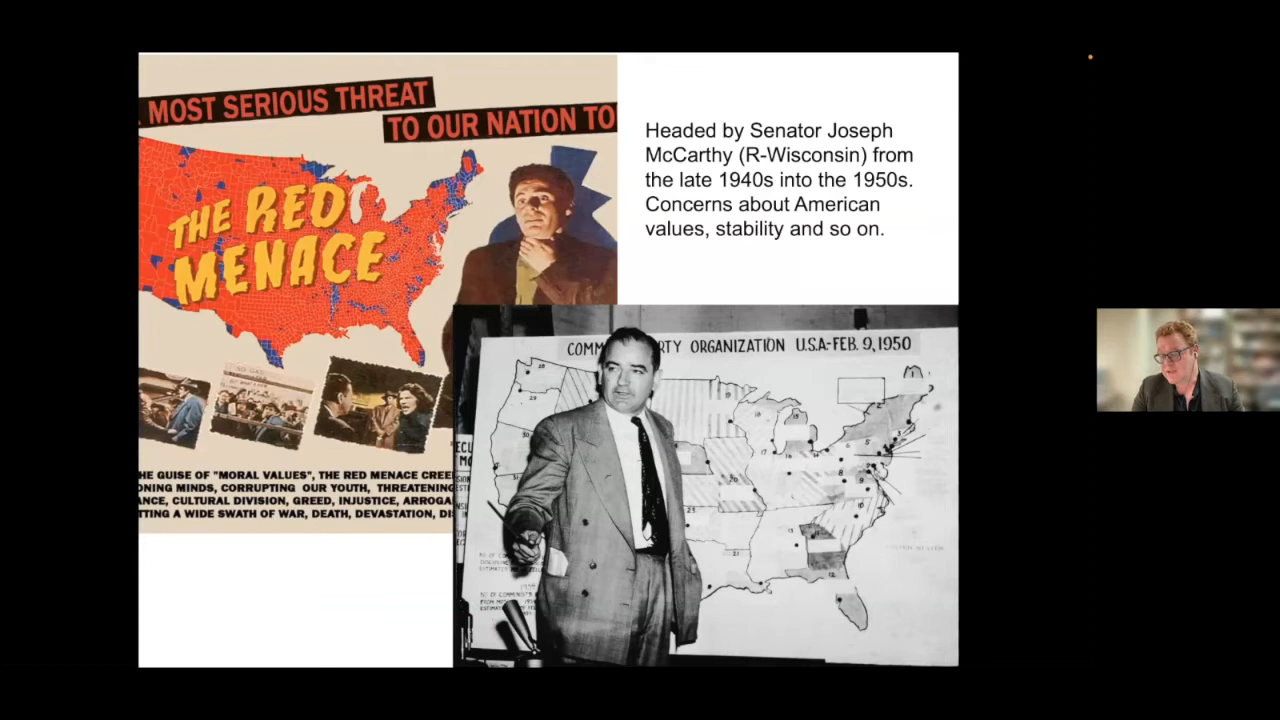 MOST SERIOUS THREAT
TO OUR NATION TO
THE RED
MENACE
HE GUISE OF "MORAL VALUES", THE RED MENACE CREE
ONING MINDS, CORRUPTING OUR YOUTH, THREATENING
ANCE, CULTURAL DIVISION, GREED, INJUSTICE, ARROGA
TTING A WIDE SWATH OF WAR, DEATH, DEVASTATION, DI
Headed by Senator Joseph
McCarthy (R-Wisconsin) from
the late 1940s into the 1950s.
Concerns about American
values, stability and so on.
COMM RTY ORGANIZATION U.S.A-FEB. 9, 1950